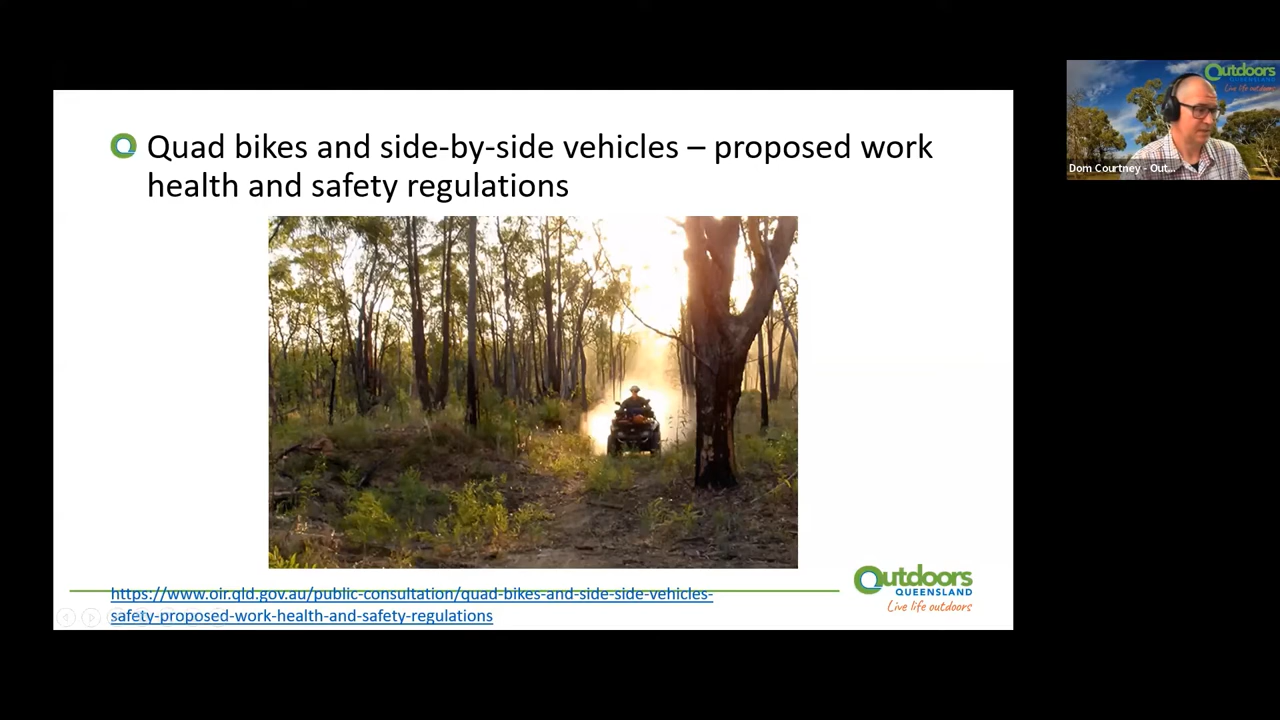 Quad bikes and side-by-side vehicles – proposed work
health and safety regulations
https://www.oir.qld.gov.au/public-consultation/quad-bikes-and-side-side-vehicles-
safety-proposed-work-health-and-safety-regulations
Outdoors
QUEENSLAND
Live life outdoors
Outdoors
QUEENSLAND
Live life outdoors
Dom Courtney - Out...